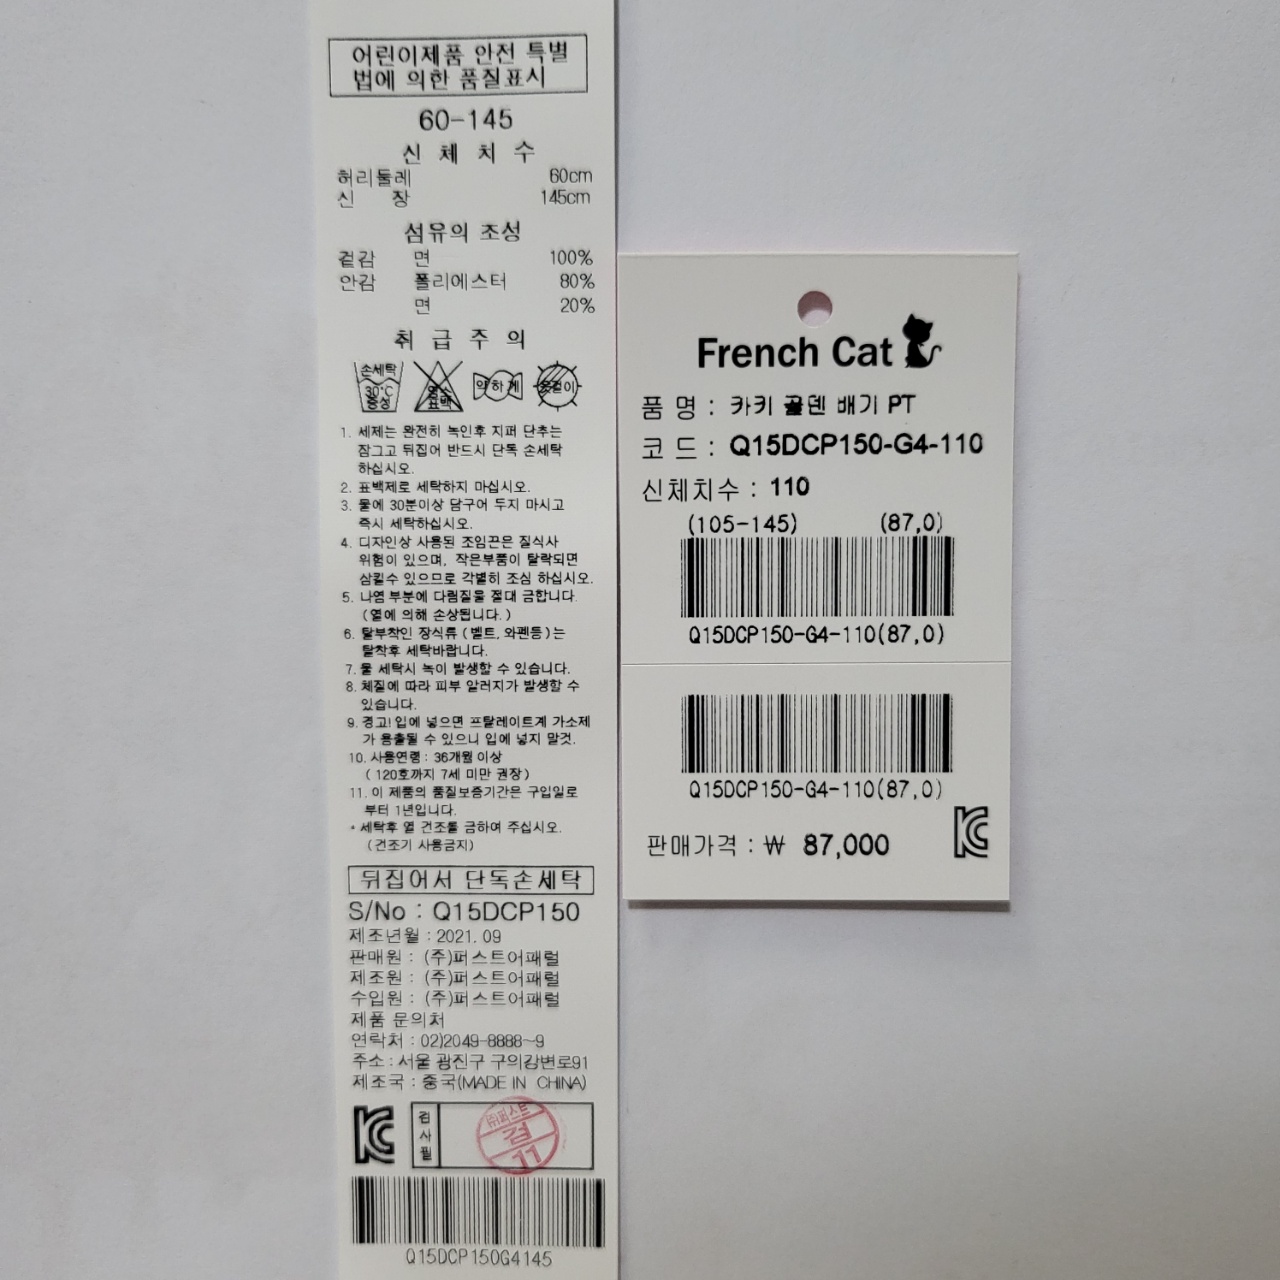 어린이제품 안전 특별
법에 의한 품질표시
60-145
신 체 치 수
허리둘레 60cm
신 장 145cm
섬유의 조성
겉감 면 100%
안감 폴리에스터 80%
면 20%
취 급 주 의
손세탁 30°C 중성
염소 표백
약하게
옷걸이
1. 세제는 완전히 녹인후 지퍼 단추는
잠그고 뒤집어 반드시 단독 손세탁
하십시오.
2. 표백제로 세탁하지 마십시오.
3. 물에 30분이상 담구어 두지 마시고
즉시 세탁하십시오.
4. 디자인상 사용된 조임끈은 질식사
위험이 있으며, 작은부품이 탈락되면
삼킬수 있으므로 각별히 조심 하십시오.
5. 나염 부분에 다림질을 절대 금합니다.
(열에 의해 손상됩니다.)
6. 탈부착인 장식류 (벨트, 와펜등)는
탈착후 세탁바랍니다.
7. 물 세탁시 녹이 발생할 수 있습니다.
8. 체질에 따라 피부 알러지가 발생할 수
있습니다.
9. 경고! 입에 넣으면 프탈레이트계 가소제
가 용출될 수 있으니 입에 넣지 말것.
10. 사용연령 : 36개월 이상
( 120호까지 7세 미만 권장)
11. 이 제품의 품질보증기간은 구입일로
부터 1년입니다.
* 세탁후 열 건조를 금하여 주십시오.
(건조기 사용금지)
뒤집어서 단독손세탁
S/No : Q15DCP150
제조년월 : 2021. 09
판매원 : (주)퍼스트어패럴
제조원 : (주)퍼스트어패럴
수입원 : (주)퍼스트어패럴
제품 문의처
연락처 : 02)2049-8888~9
주소 : 서울 광진구 구의강변로91
제조국 : 중국(MADE IN CHINA)
검사필
㈜퍼스트
검
11
Q15DCP150G4145
French Cat
품 명 : 카키 골덴 배기 PT
코 드 : Q15DCP150-G4-110
신체치수 : 110
(105-145) (87,0)
Q15DCP150-G4-110(87,0)
Q15DCP150-G4-110(87,0)
판매가격 : ₩ 87,000